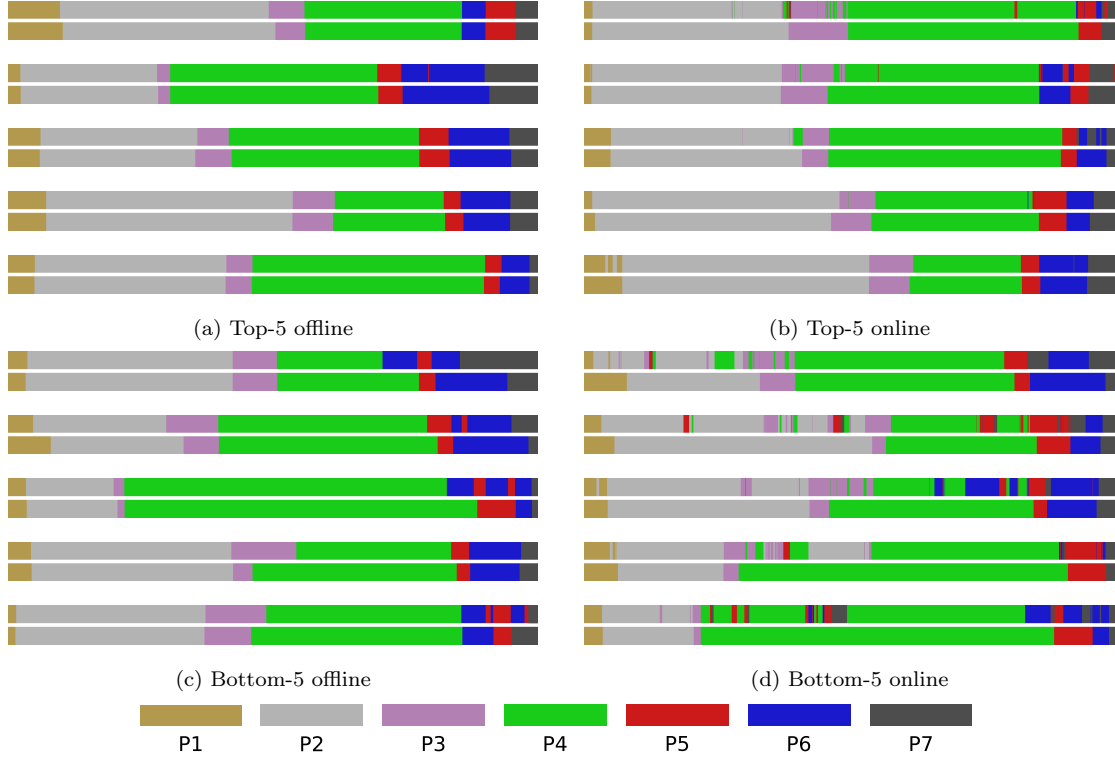 (a) Top-5 offline
(b) Top-5 online
(c) Bottom-5 offline
(d) Bottom-5 online
P1 P2 P3 P4 P5 P6 P7